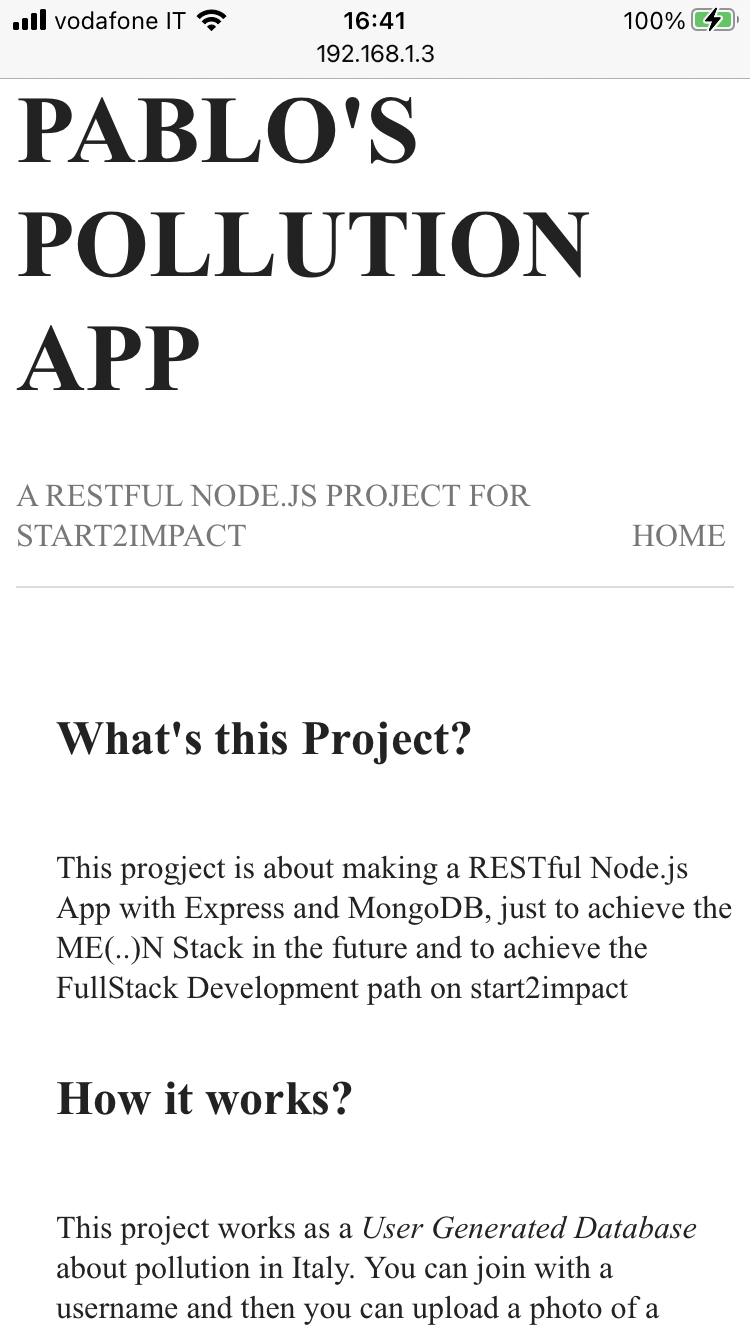 vodafone IT 16:41 100%
192.168.1.3
PABLO'S
POLLUTION
APP
A RESTFUL NODE.JS PROJECT FOR
START2IMPACT HOME
What's this Project?
This progject is about making a RESTful Node.js
App with Express and MongoDB, just to achieve the
ME(..)N Stack in the future and to achieve the
FullStack Development path on start2impact
How it works?
This project works as a User Generated Database
about pollution in Italy. You can join with a
username and then you can upload a photo of a